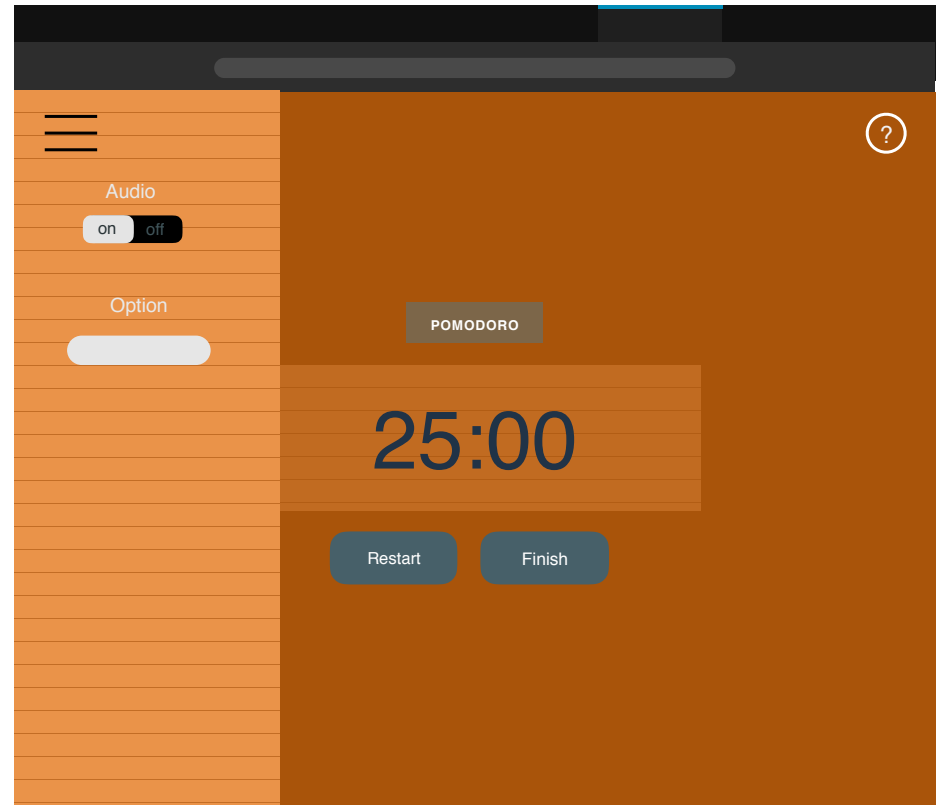 ?
Audio
on off
Option
POMODORO
25:00
Restart Finish